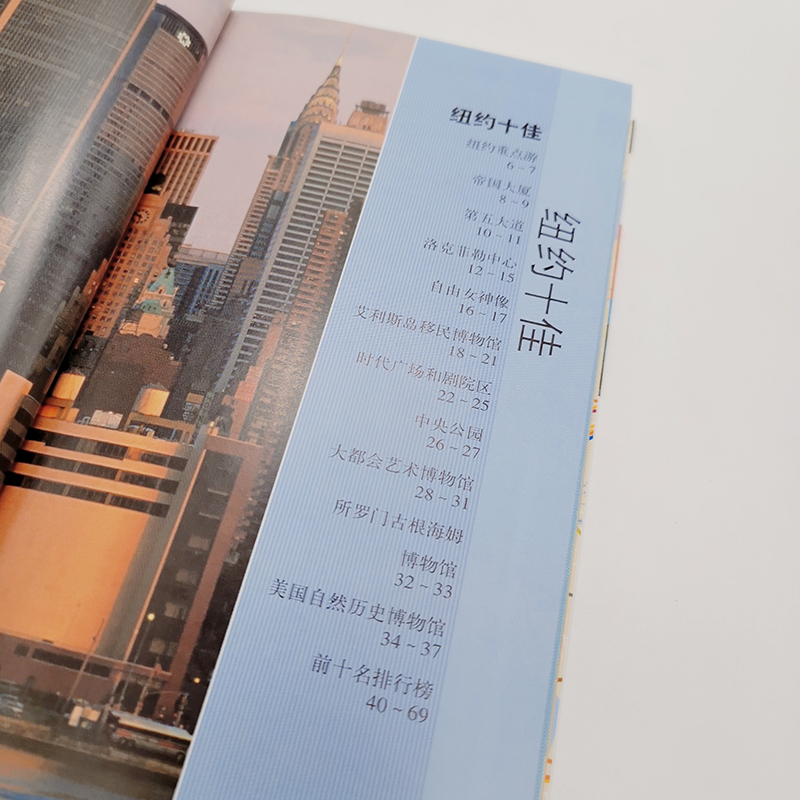 纽约十佳
纽约重点游
6~7
帝国大厦
8~9
第五大道
10~11
洛克菲勒中心
12~15
自由女神像
16~17
艾利斯岛移民博物馆
18~21
时代广场和剧院区
22~25
中央公园
26~27
大都会艺术博物馆
28~31
所罗门古根海姆
博物馆
32~33
美国自然历史博物馆
34~37
前十名排行榜
40~69
纽约十佳